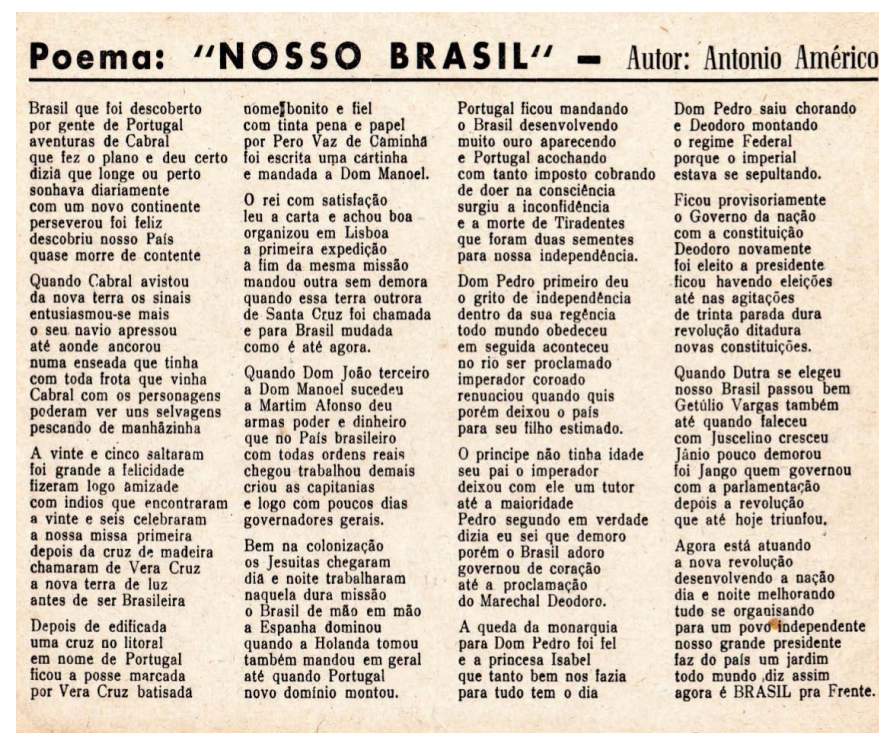 Poema: "NOSSO BRASIL" – Autor: Antonio Américo
Brasil que foi descoberto
por gente de Portugal
aventuras de Cabral
que fez o plano e deu certo
dizia que longe ou perto
sonhava diariamente
com um novo continente
perseverou foi feliz
descobriu nosso País
quase morre de contente
Quando Cabral avistou
da nova terra os sinais
entusiasmou-se mais
o seu navio apressou
até aonde ancorou
numa enseada que tinha
com toda frota que vinha
Cabral com os personagens
poderam ver uns selvagens
pescando de manhãzinha
A vinte e cinco saltaram
foi grande a felicidade
fizeram logo amizade
com indios que encontraram
a vinte e seis celebraram
a nossa missa primeira
depois da cruz de madeira
chamaram de Vera Cruz
a nova terra de luz
antes de ser Brasileira
Depois de edificada
uma cruz no litoral
em nome de Portugal
ficou a posse marcada
por Vera Cruz batisada
nome bonito e fiel
com tinta pena e papel
por Pero Vaz de Caminha
foi escrita uma cartinha
e mandada a Dom Manoel.
O rei com satisfação
leu a carta e achou boa
organizou em Lisboa
a primeira expedição
a fim da mesma missão
mandou outra sem demora
quando essa terra outrora
de Santa Cruz foi chamada
e para Brasil mudada
como é até agora.
Quando Dom João terceiro
a Dom Manoel sucedeu
a Martim Afonso deu
armas poder e dinheiro
que no País brasileiro
com todas ordens reais
chegou trabalhou demais
criou as capitanias
e logo com poucos dias
governadores gerais.
Bem na colonização
os Jesuitas chegaram
dia e noite trabalharam
naquela dura missão
o Brasil de mão em mão
a Espanha dominou
quando a Holanda tomou
também mandou em geral
até quando Portugal
novo domínio montou.
Portugal ficou mandando
o Brasil desenvolvendo
muito ouro aparecendo
e Portugal acochando
com tanto imposto cobrando
de doer na consciência
surgiu a inconfidência
e a morte de Tiradentes
que foram duas sementes
para nossa independência.
Dom Pedro primeiro deu
o grito de independência
dentro da sua regência
todo mundo obedeceu
em seguida aconteceu
no rio ser proclamado
imperador coroado
renunciou quando quis
porém deixou o país
para seu filho estimado.
O principe não tinha idade
seu pai o imperador
deixou com ele um tutor
até a maioridade
Pedro segundo em verdade
dizia eu sei que demoro
porém o Brasil adoro
governou de coração
até a proclamação
do Marechal Deodoro.
A queda da monarquia
para Dom Pedro foi fel
e a princesa Isabel
que tanto bem nos fazia
para tudo tem o dia
Dom Pedro saiu chorando
e Deodoro montando
o regime Federal
porque o imperial
estava se sepultando.
Ficou provisoriamente
o Governo da nação
com a constituição
Deodoro novamente
foi eleito a presidente
ficou havendo eleições
até nas agitações
de trinta parada dura
revolução ditadura
novas constituições.
Quando Dutra se elegeu
nosso Brasil passou bem
Getúlio Vargas também
até quando faleceu
com Juscelino cresceu
Jânio pouco demorou
foi Jango quem governou
com a parlamentação
depois a revolução
que até hoje triunfou.
Agora está atuando
a nova revolução
desenvolvendo a nação
dia e noite melhorando
tudo se organisando
para um povo independente
nosso grande presidente
faz do país um jardim
todo mundo diz assim
agora é BRASIL pra Frente.